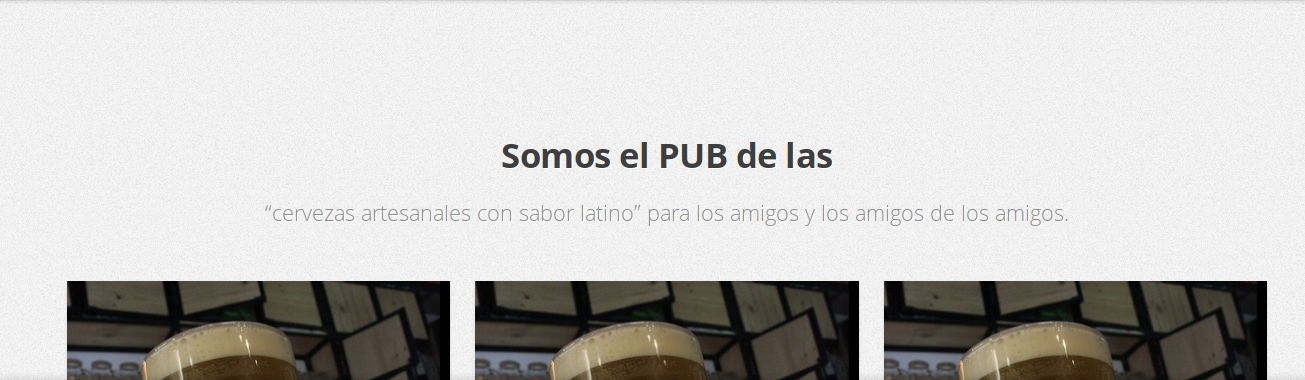 Somos el PUB de las
“cervezas artesanales con sabor latino” para los amigos y los amigos de los amigos.